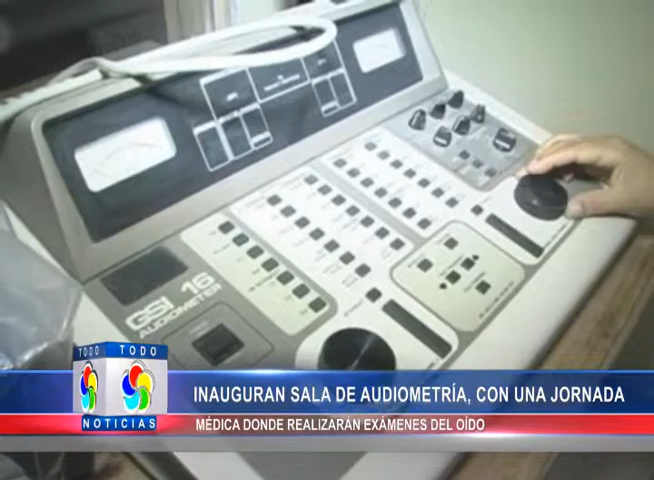 GSI 16
AUDIOMETER
TODO TODO
NOTICIAS
INAUGURAN SALA DE AUDIOMETRÍA, CON UNA JORNADA
MÉDICA DONDE REALIZARÁN EXÁMENES DEL OÍDO